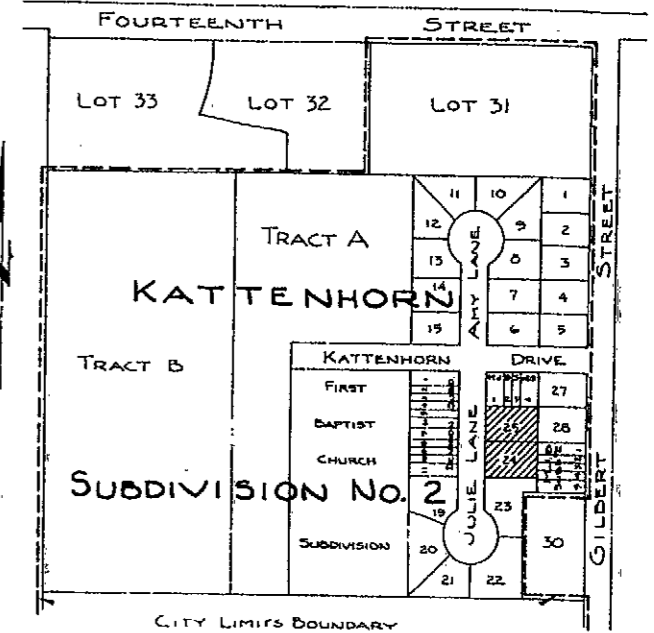 FOURTEENTH STREET
LOT 33 LOT 32 LOT 31
11 10 1
12 9 2
TRACT A
13 8 3
14 7 4
KATTENHORN
15 6 5
AMY LANE
STREET
KATTENHORN DRIVE
TRACT B
FIRST
27
BAPTIST
25 28
CHURCH
24
JULIE LANE
SUBDIVISION NO. 2
19 23
SUBDIVISION
20 30
21 22
GILBERT
CITY LIMITS BOUNDARY